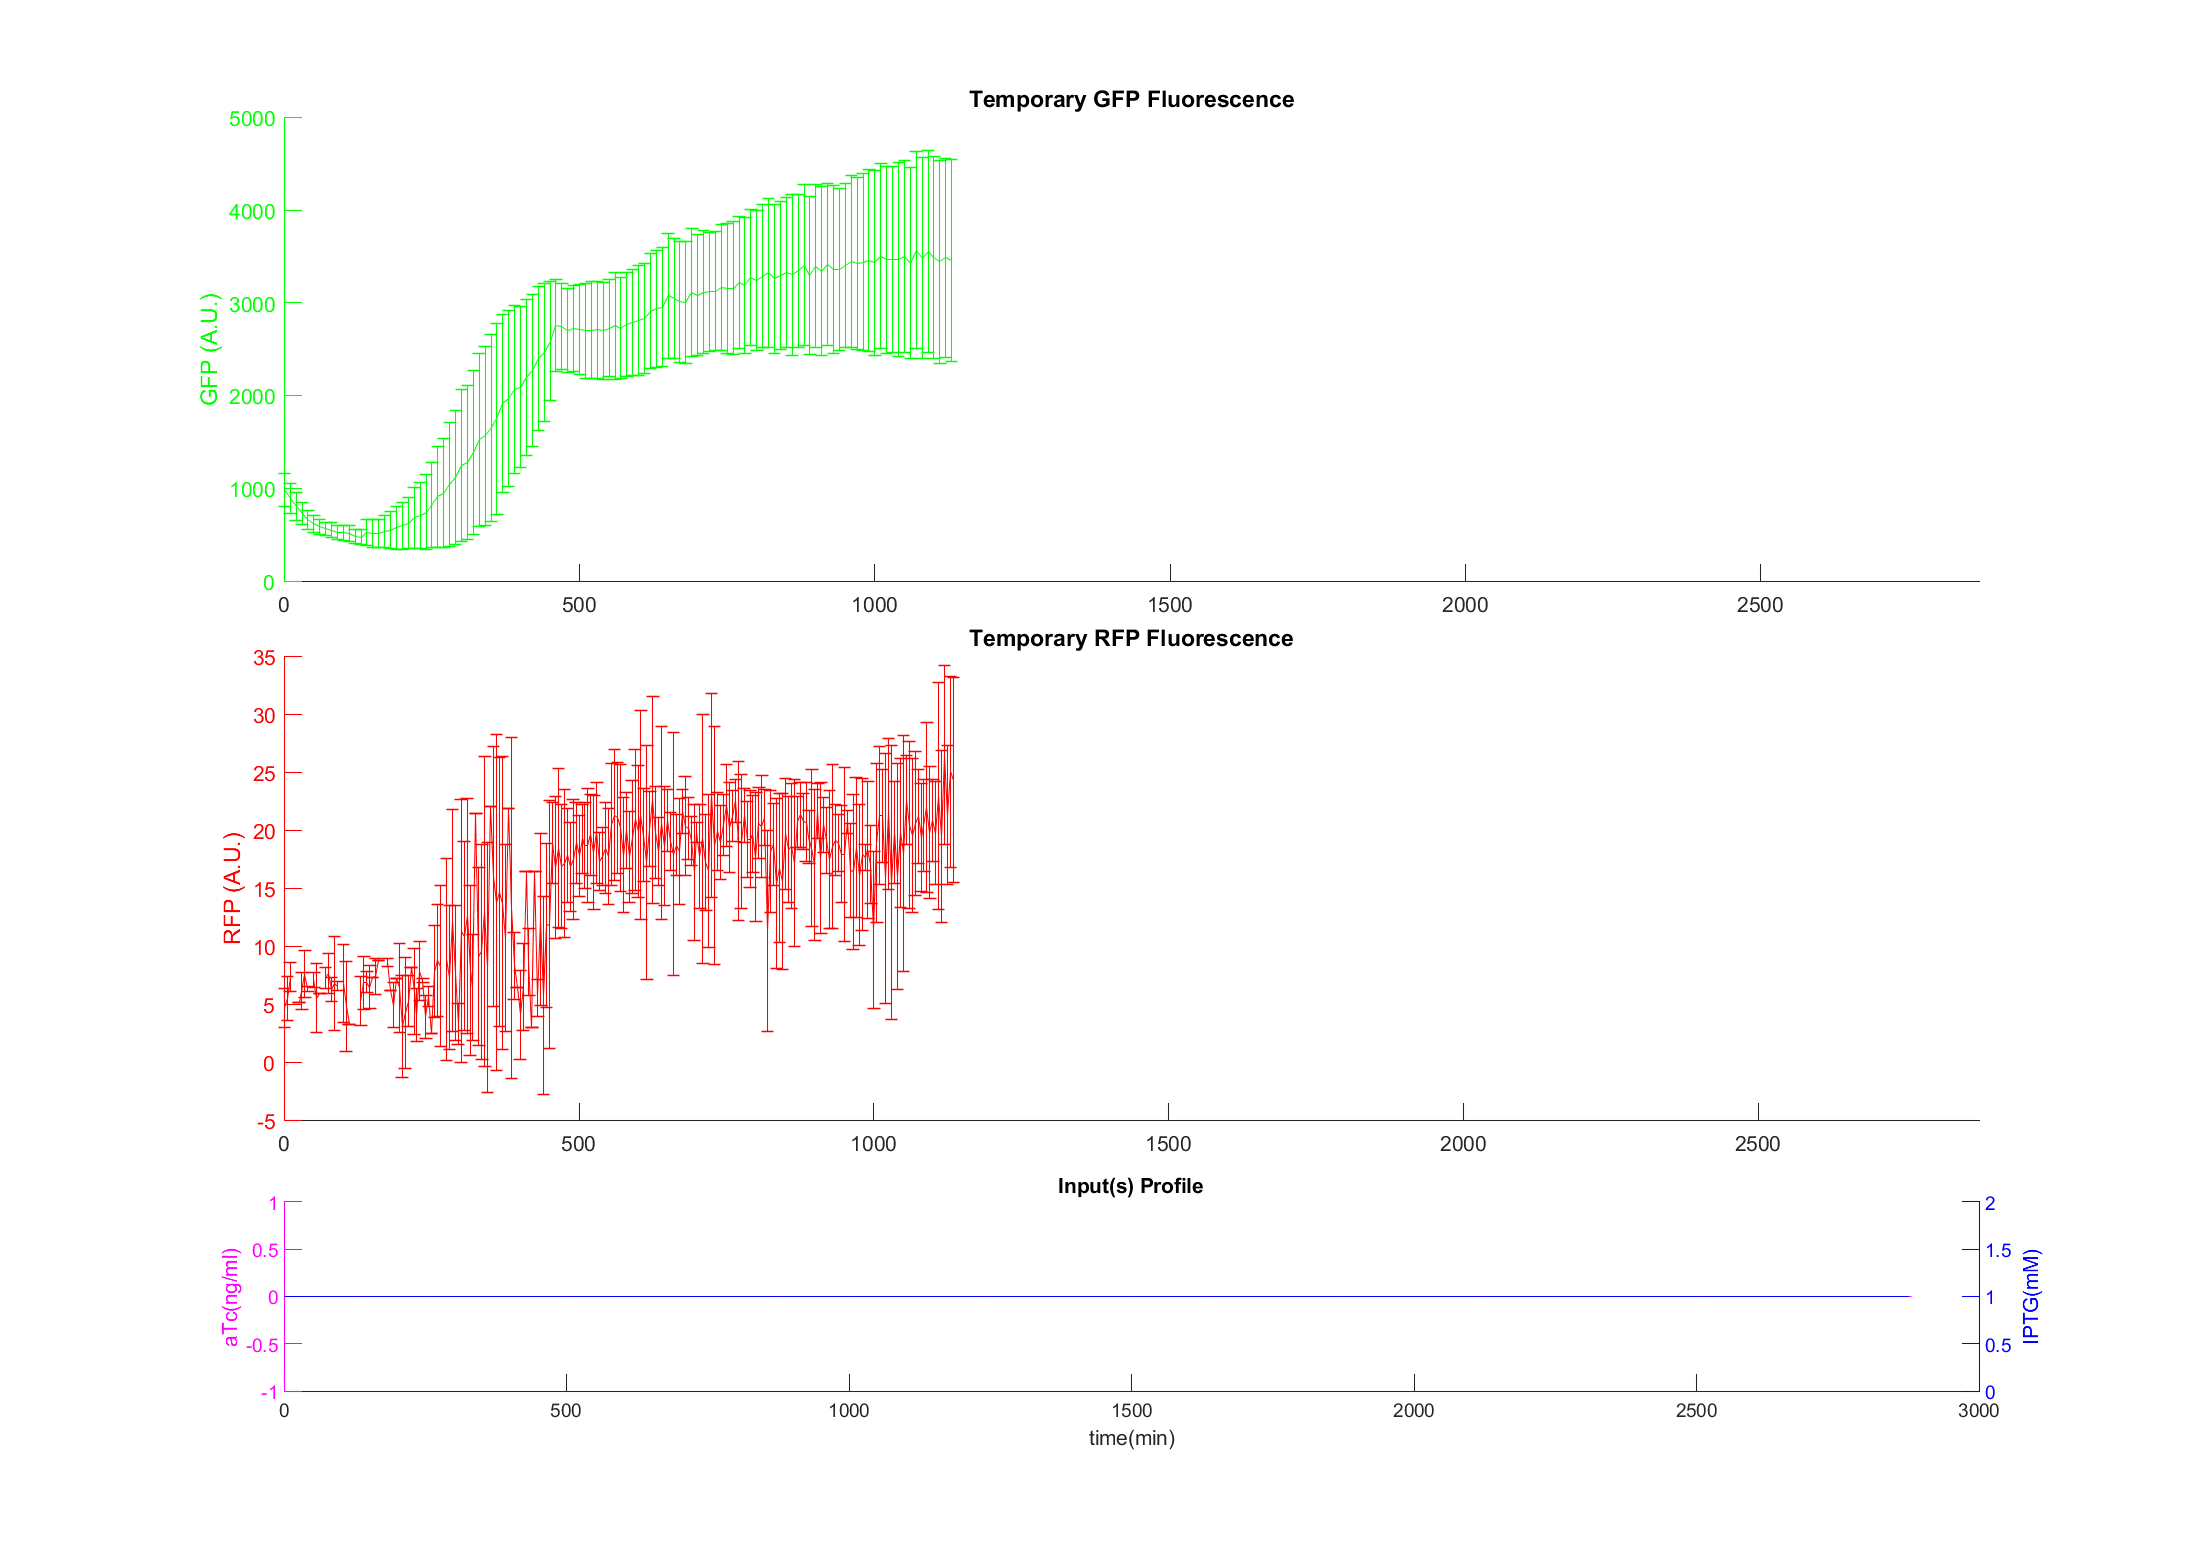 Temporary GFP Fluorescence
5000
4000
3000
2000
1000
0
GFP (A.U.)
0 500 1000 1500 2000 2500
Temporary RFP Fluorescence
35
30
25
20
15
10
5
0
-5
RFP (A.U.)
0 500 1000 1500 2000 2500
Input(s) Profile
1
0.5
0
-0.5
-1
aTc(ng/ml)
2
1.5
1
0.5
0
IPTG(mM)
0 500 1000 1500 2000 2500 3000
time(min)